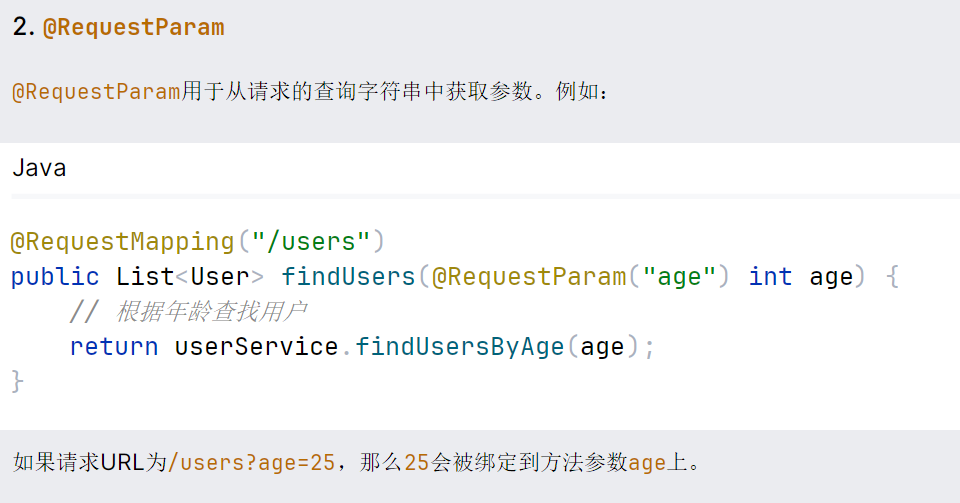 2. @RequestParam
@RequestParam用于从请求的查询字符串中获取参数。例如：
Java
@RequestMapping("/users")
public List<User> findUsers(@RequestParam("age") int age) {
    // 根据年龄查找用户
    return userService.findUsersByAge(age);
}
如果请求URL为/users?age=25，那么25会被绑定到方法参数age上。